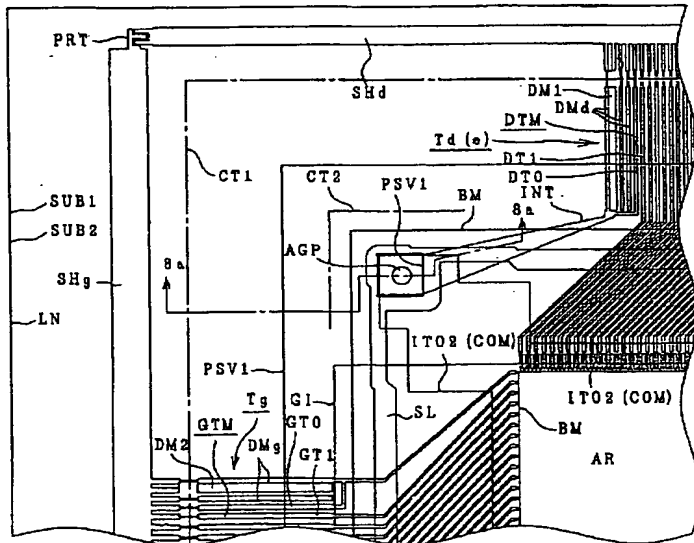 PRT
SHd
DM1
DMd
DTM
Td (e)
DT1
DT0
CT1
CT2
PSV1
BM
INT
8a
SUB1
SUB2
8a
AGP
SHg
LN
ITO2 (COM)
PSV1
GI
SL
ITO2 (COM)
Tg
GTM
GT0
BM
DM2
DMg
GT1
AR